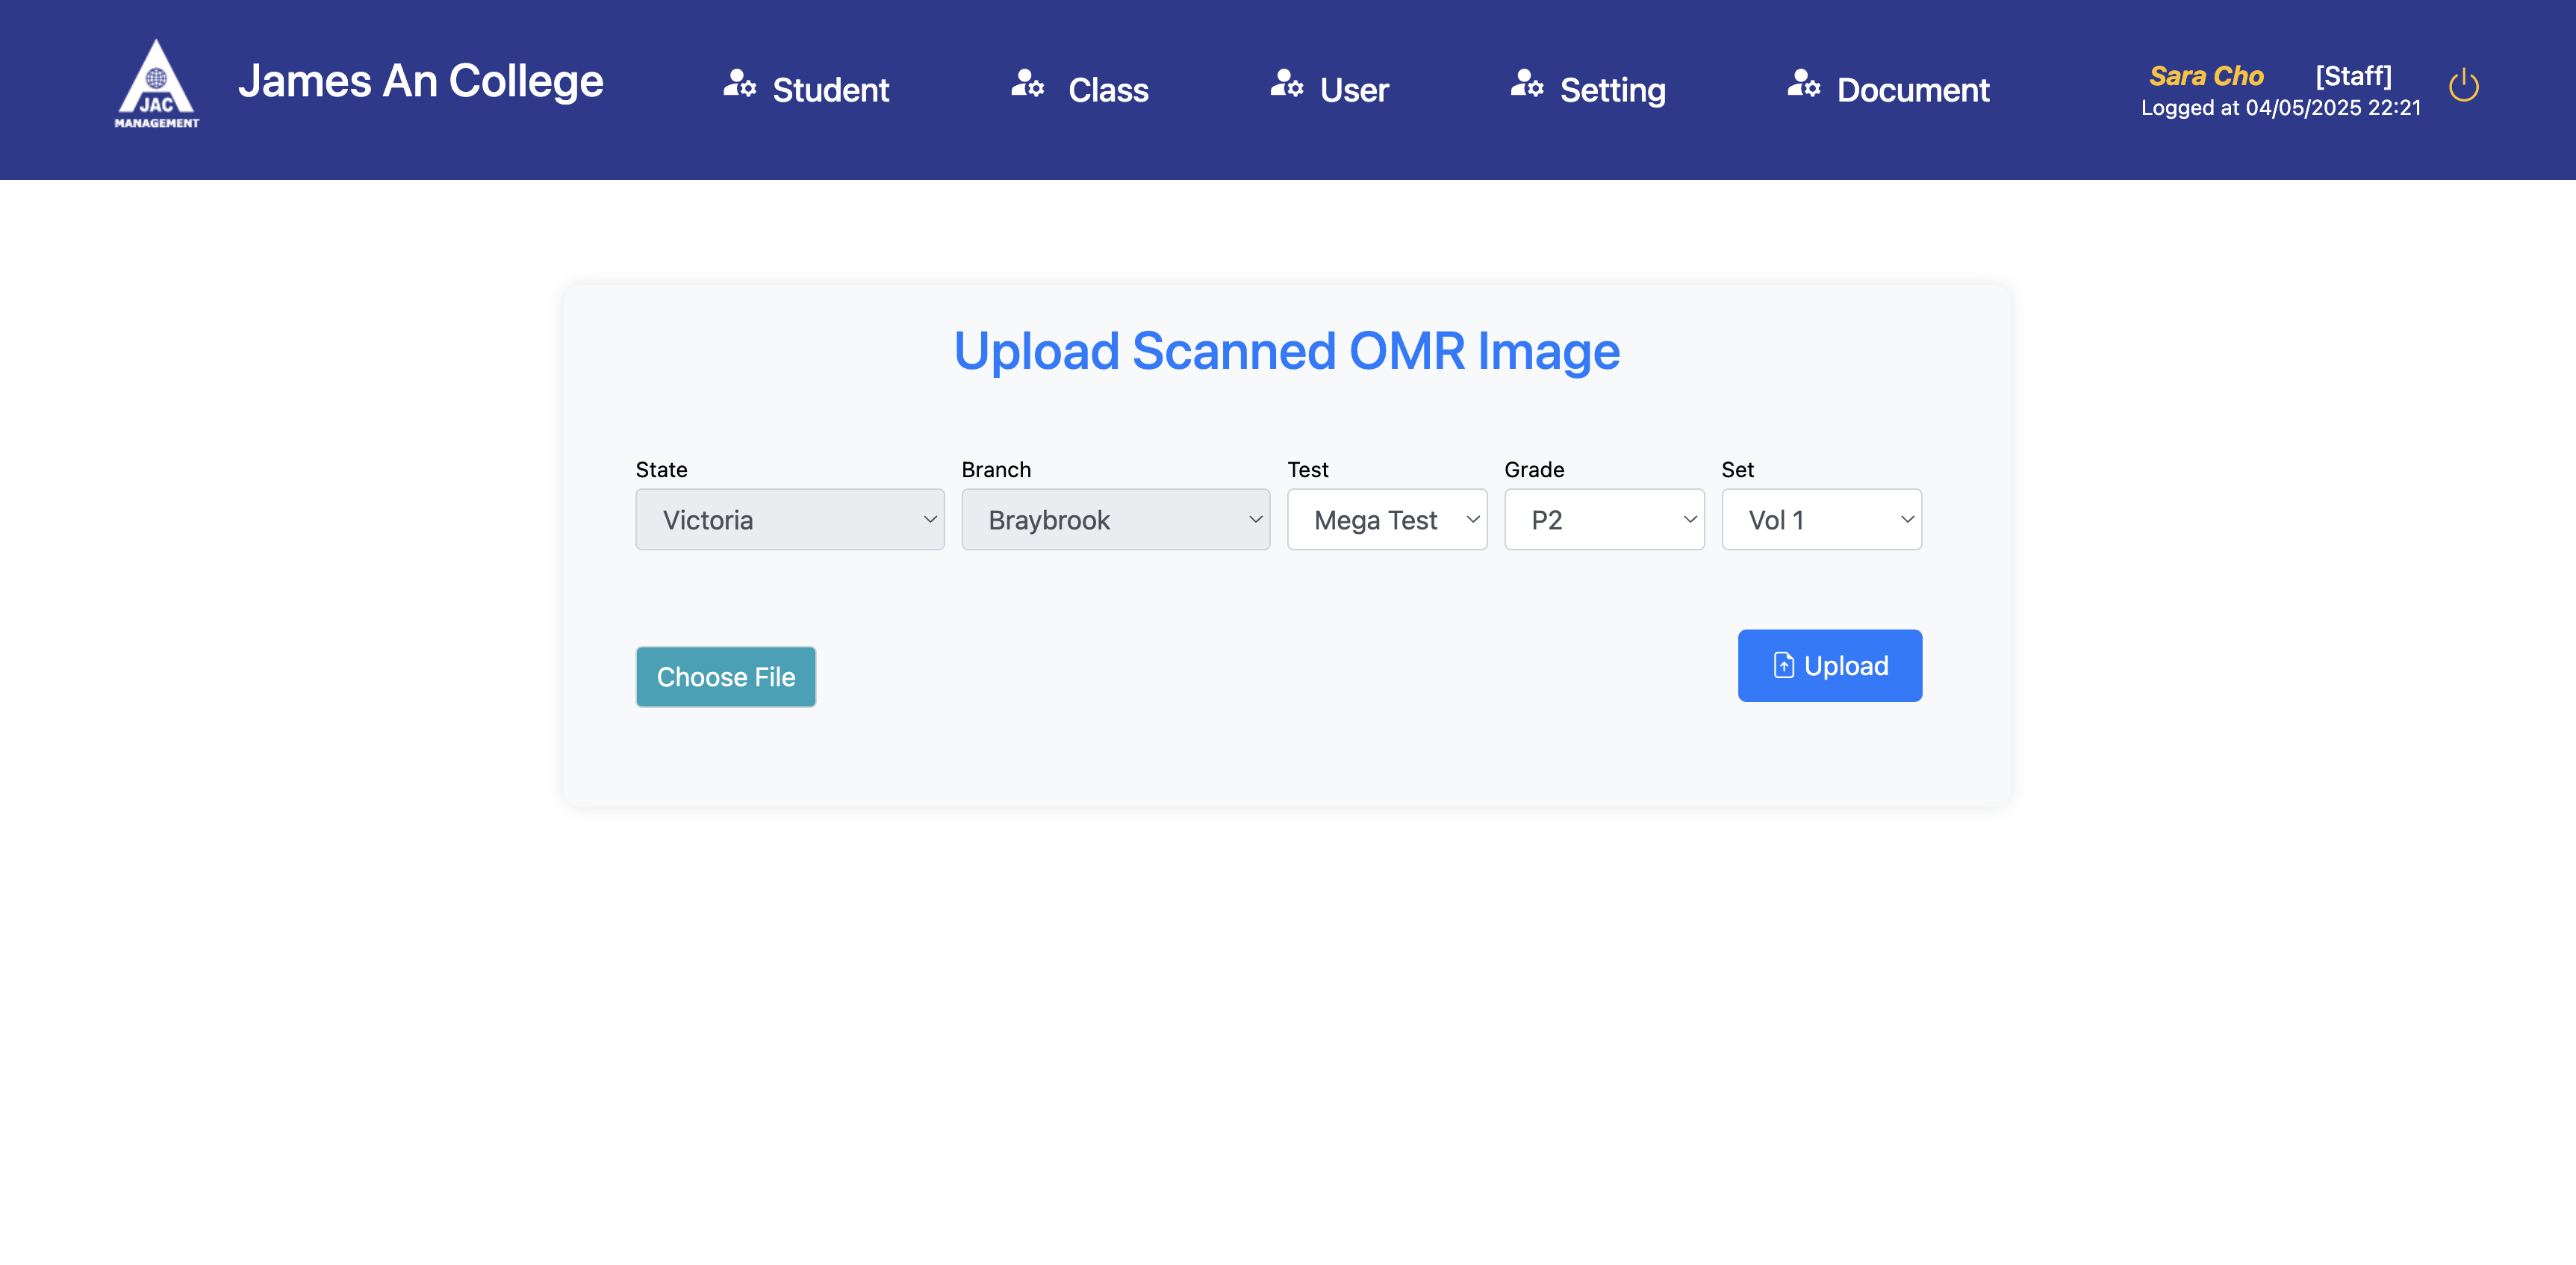 JAC
MANAGEMENT
James An College
Student
Class
User
Setting
Document
Sara Cho [Staff]
Logged at 04/05/2025 22:21
Upload Scanned OMR Image
State Branch Test Grade Set
Victoria Braybrook Mega Test P2 Vol 1
Choose File
Upload